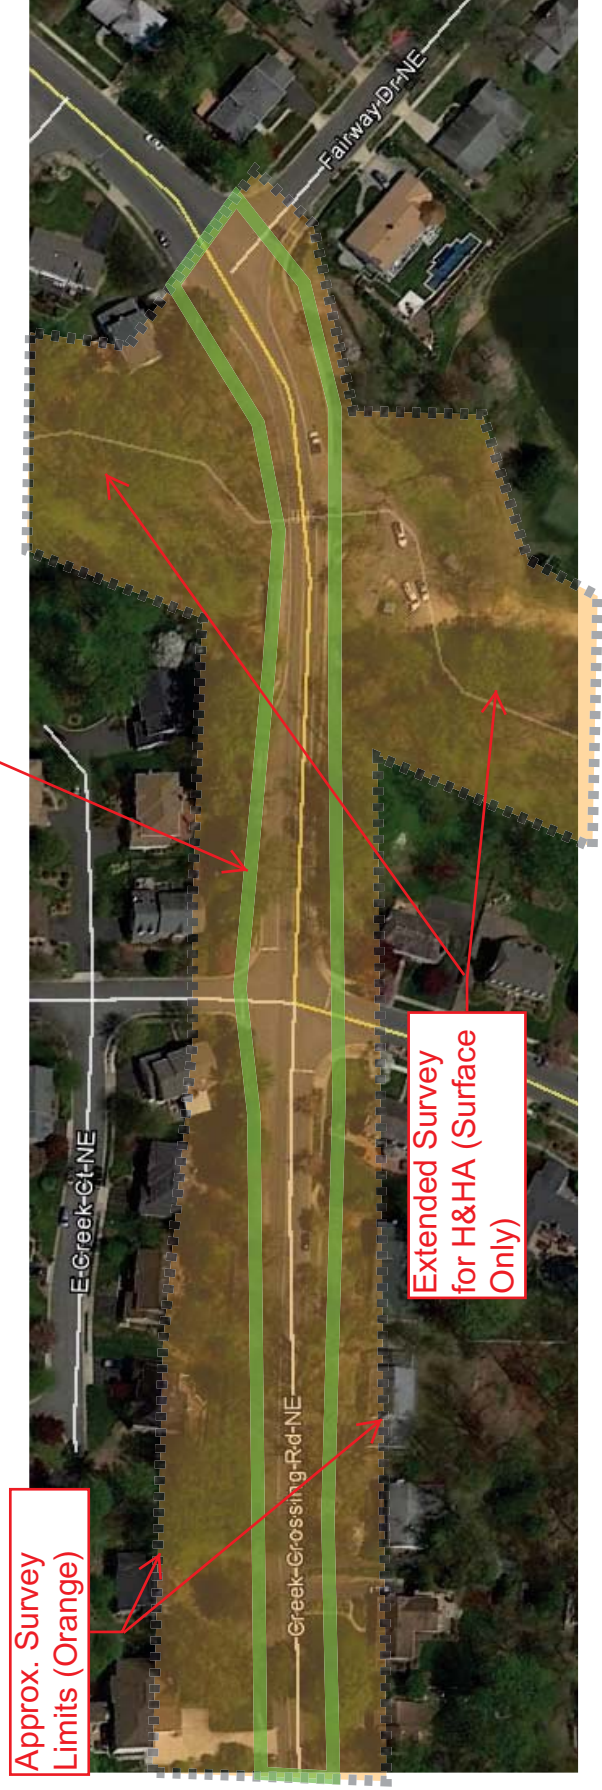 Approx. Survey
Limits (Orange)
Extended Survey
for H&HA (Surface
Only)
E-Creek-Ct-NE
Creek-Crossing-Rd-NE
Fairway-Dr-NE